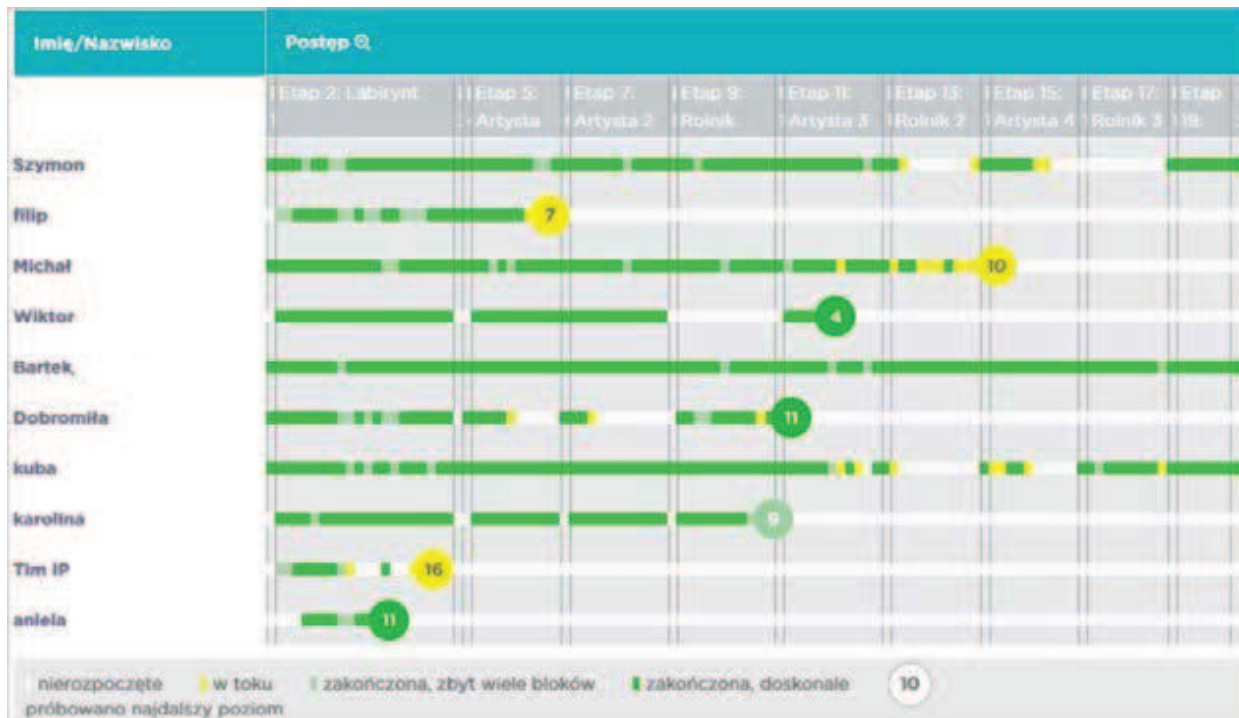 Imię/Nazwisko Postęp
Etap 2: Labirynt Etap 5: Etap 7: Etap 9: Etap 11: Etap 13: Etap 15: Etap 17: Etap
Artysta Artysta 2 Rolnik Artysta 3 Rolnik 2 Artysta 4 Rolnik 3 19:
Szymon
filip
7
Michał
10
Wiktor
4
Bartek,
Dobromiła
11
kuba
karolina
9
Tim IP
16
aniela
11
nierozpoczęte w toku zakończona, zbyt wiele bloków zakończona, doskonale 10
próbowano najdalszy poziom